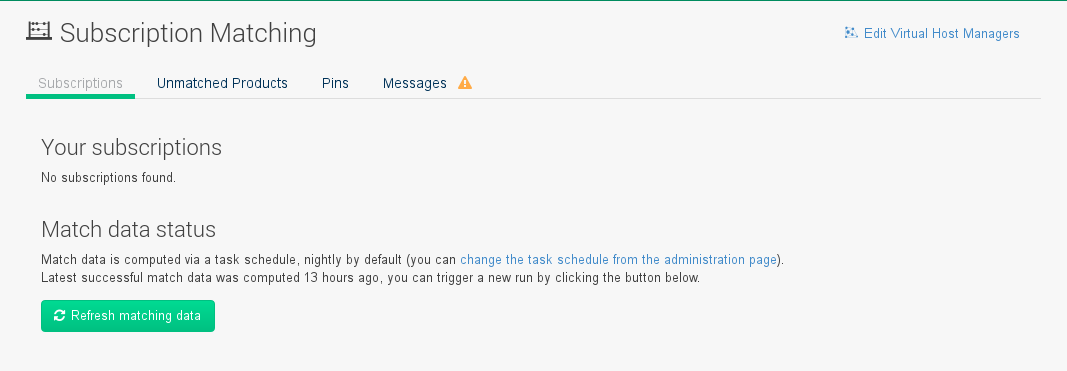 Subscription Matching
Edit Virtual Host Managers
Subscriptions
Unmatched Products
Pins
Messages
Your subscriptions
No subscriptions found.
Match data status
Match data is computed via a task schedule, nightly by default (you can change the task schedule from the administration page).
Latest successful match data was computed 13 hours ago, you can trigger a new run by clicking the button below.
Refresh matching data